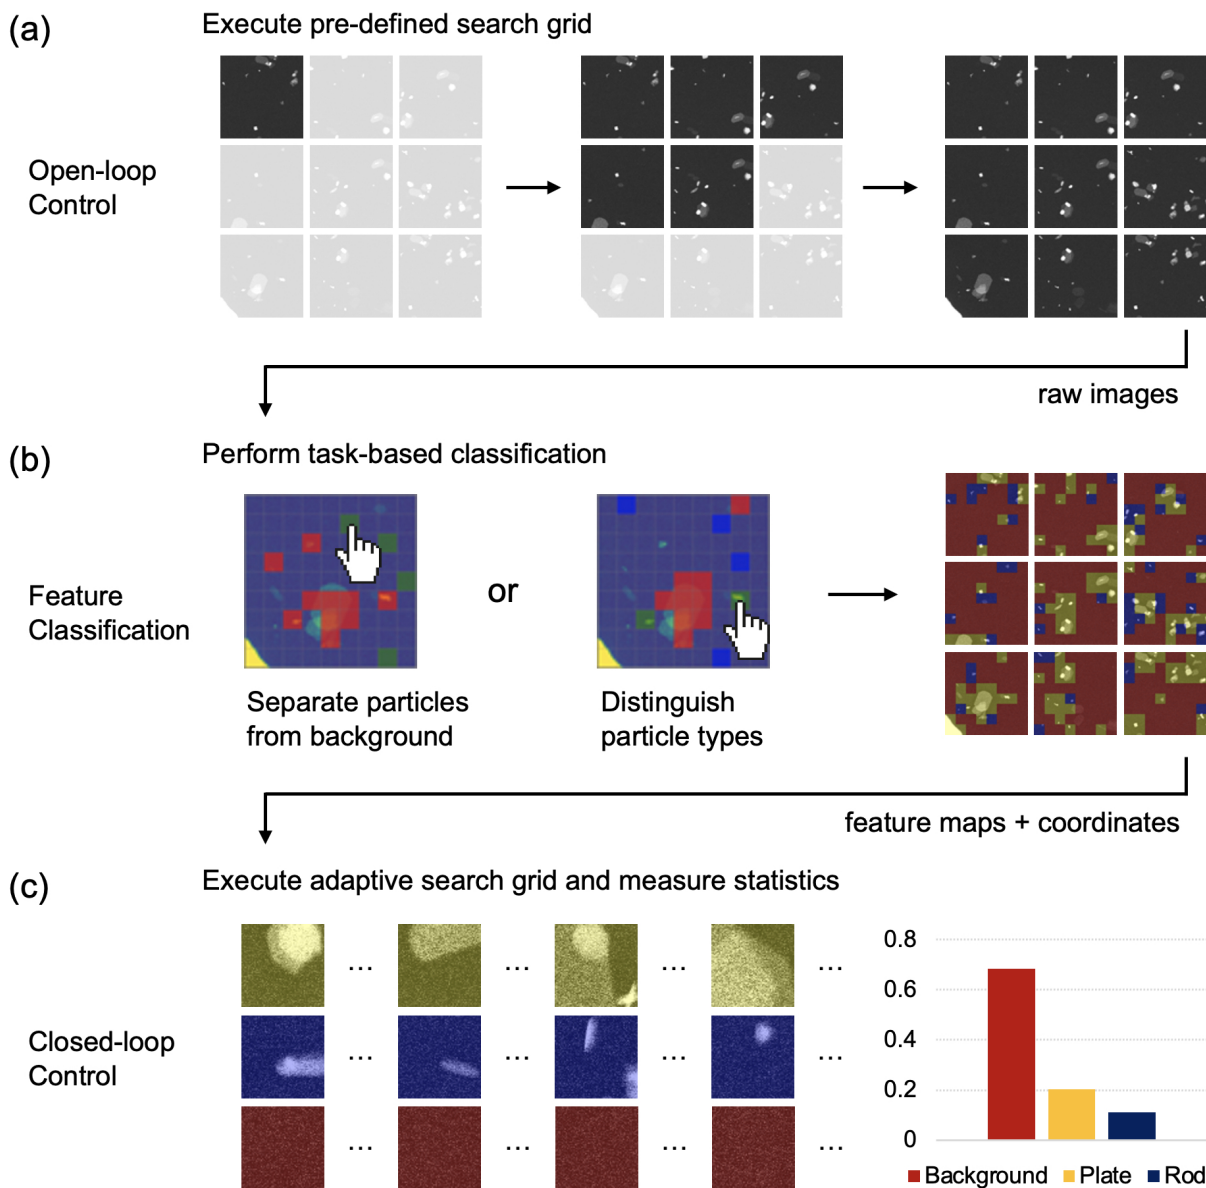 (a)
Execute pre-defined search grid
Open-loop
Control
raw images
(b)
Perform task-based classification
or
Feature
Classification
Separate particles
from background
Distinguish
particle types
feature maps + coordinates
(c)
Execute adaptive search grid and measure statistics
... ... ... ...
Closed-loop
Control
... ... ... ...
... ... ... ...
0.8
0.6
0.4
0.2
0
Background Plate Rod